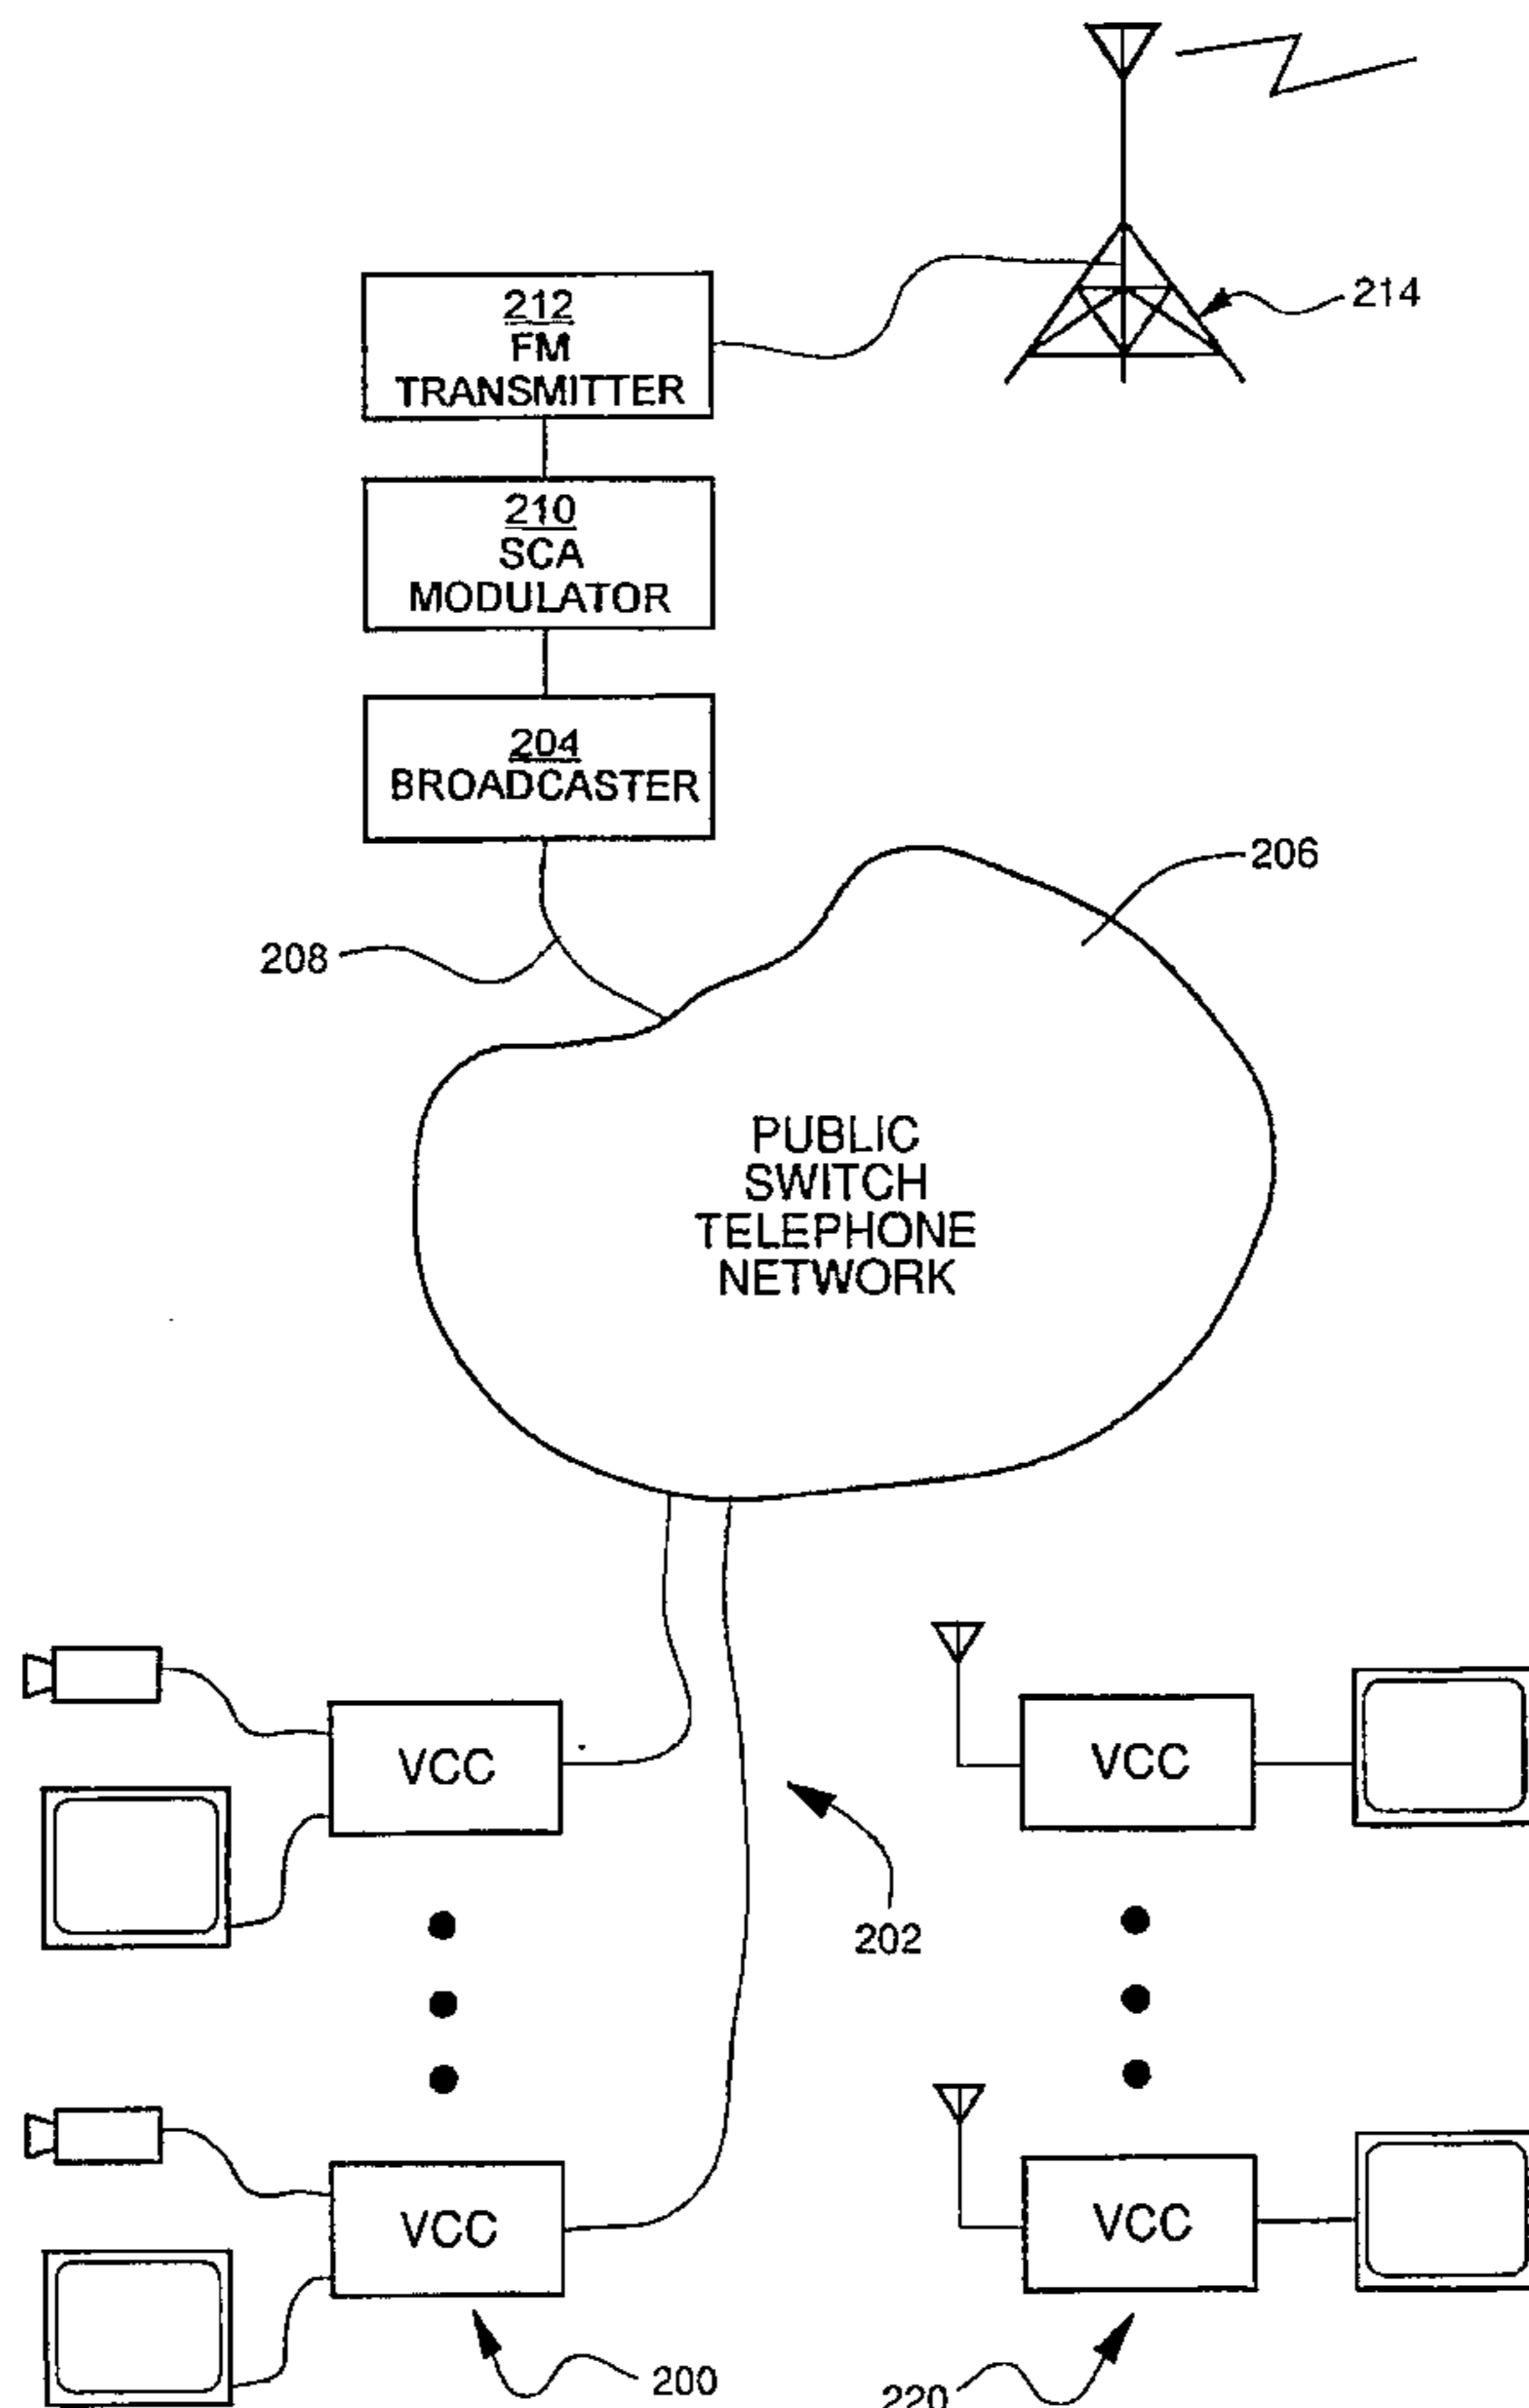 212
FM
TRANSMITTER
214
210
SCA
MODULATOR
204
BROADCASTER
206
208
PUBLIC
SWITCH
TELEPHONE
NETWORK
VCC
VCC
202
VCC
VCC
200
220